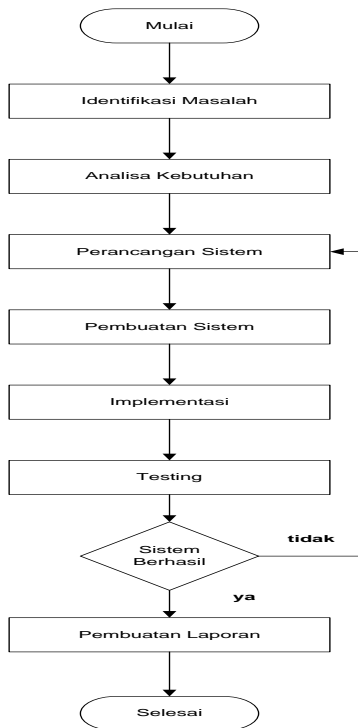 Mulai
Identifikasi Masalah
Analisa Kebutuhan
Perancangan Sistem
Pembuatan Sistem
Implementasi
Testing
Sistem
Berhasil
tidak
ya
Pembuatan Laporan
Selesai